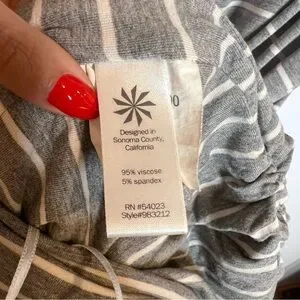 Designed in
Sonoma County,
California
95% viscose
5% spandex
RN #54023
Style#983212